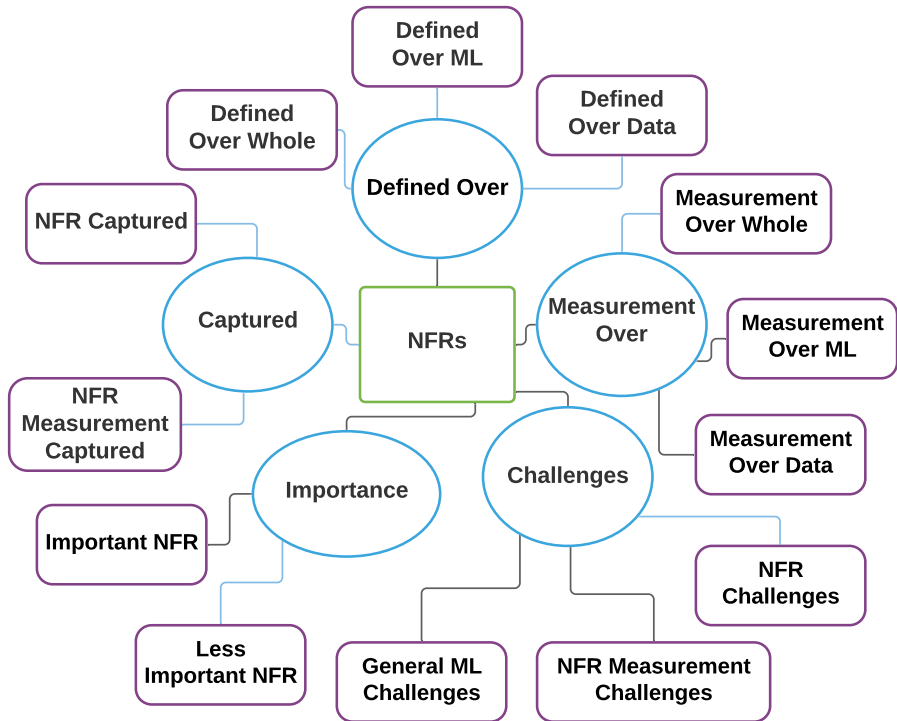 Defined
Over ML
Defined
Over Whole
Defined
Over Data
Defined Over
Measurement
Over Whole
NFR Captured
Captured
NFRs
Measurement
Over
Measurement
Over ML
NFR
Measurement
Captured
Importance
Challenges
Measurement
Over Data
Important NFR
NFR
Challenges
Less
Important NFR
General ML
Challenges
NFR Measurement
Challenges